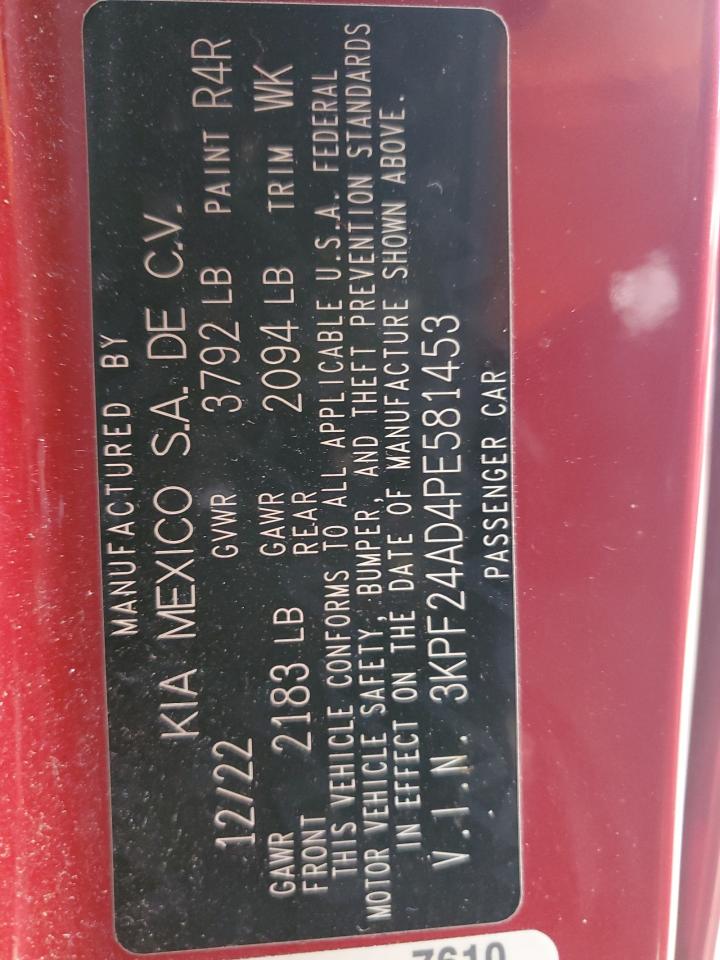 MANUFACTURED BY
KIA MEXICO S.A. DE C.V.
12/22 GVWR 3792 LB PAINT R4R
GAWR FRONT 2183 LB GAWR REAR 2094 LB TRIM WK
THIS VEHICLE CONFORMS TO ALL APPLICABLE U.S.A. FEDERAL
MOTOR VEHICLE SAFETY, BUMPER, AND THEFT PREVENTION STANDARDS
IN EFFECT ON THE DATE OF MANUFACTURE SHOWN ABOVE.
V.I.N. 3KPF24AD4PE581453
PASSENGER CAR
7610